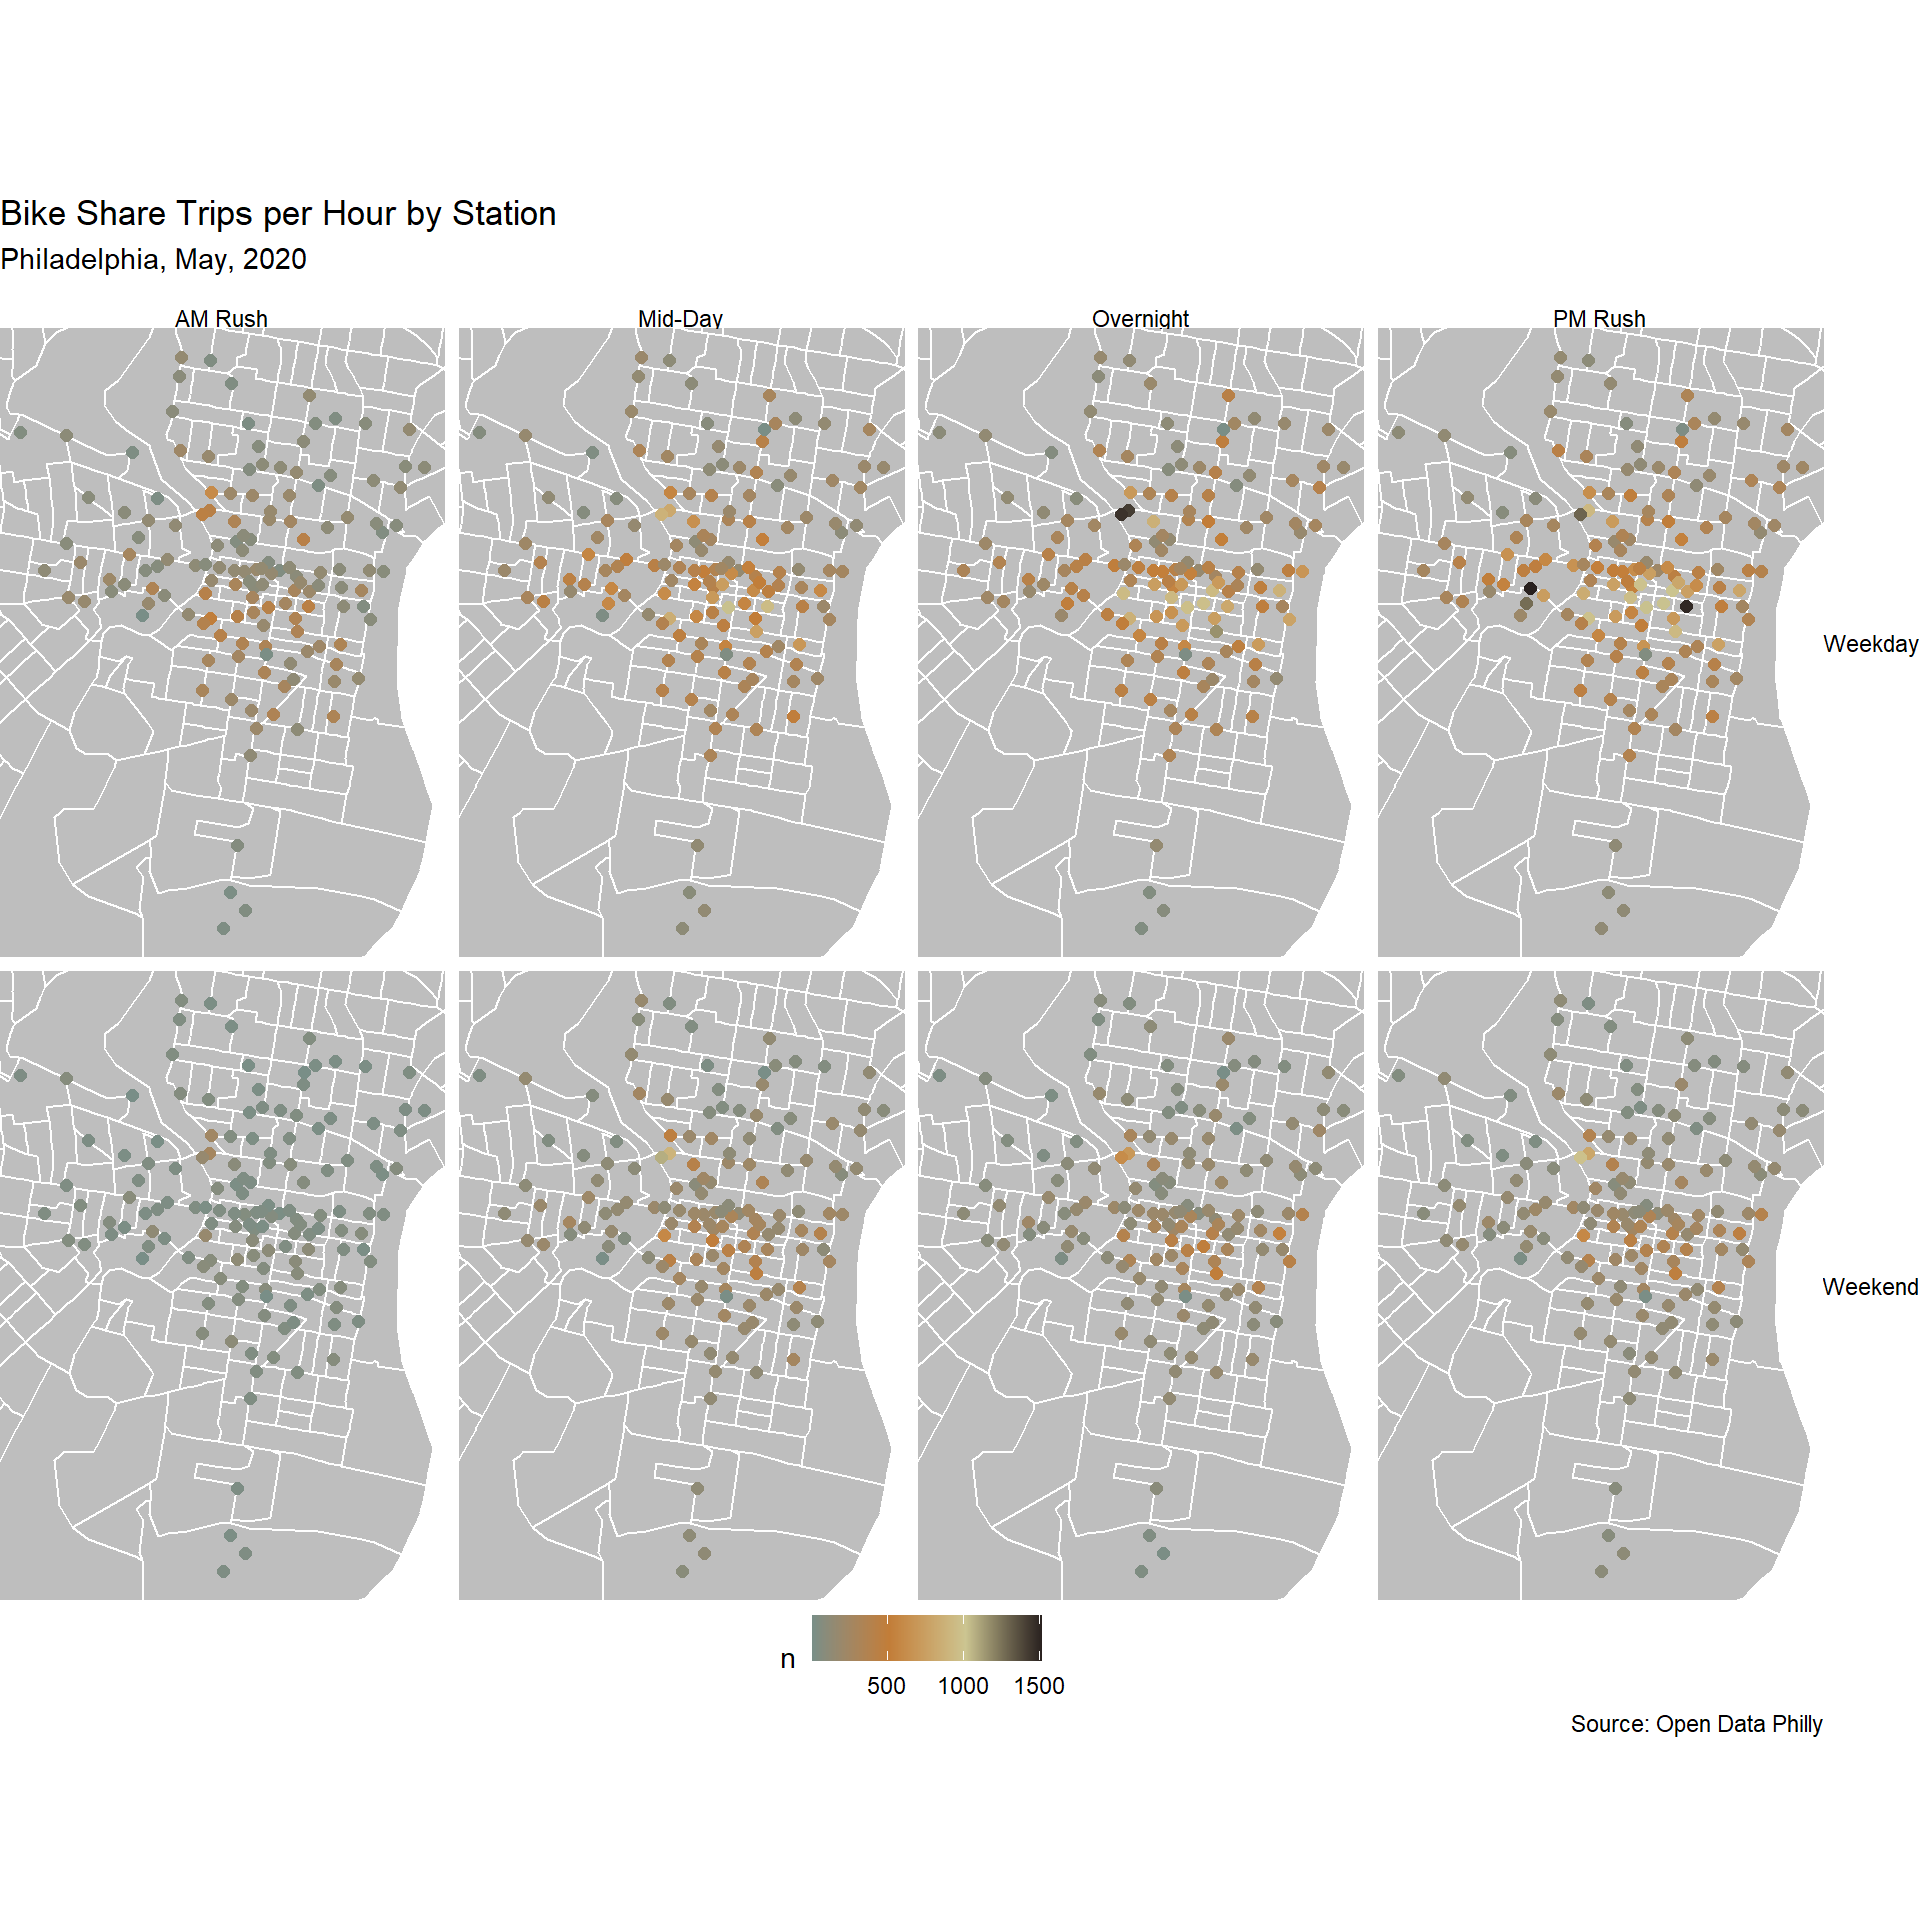 Bike Share Trips per Hour by Station
Philadelphia, May, 2020
AM Rush
Mid-Day
Overnight
PM Rush
Weekday
Weekend
n
500
1000
1500
Source: Open Data Philly